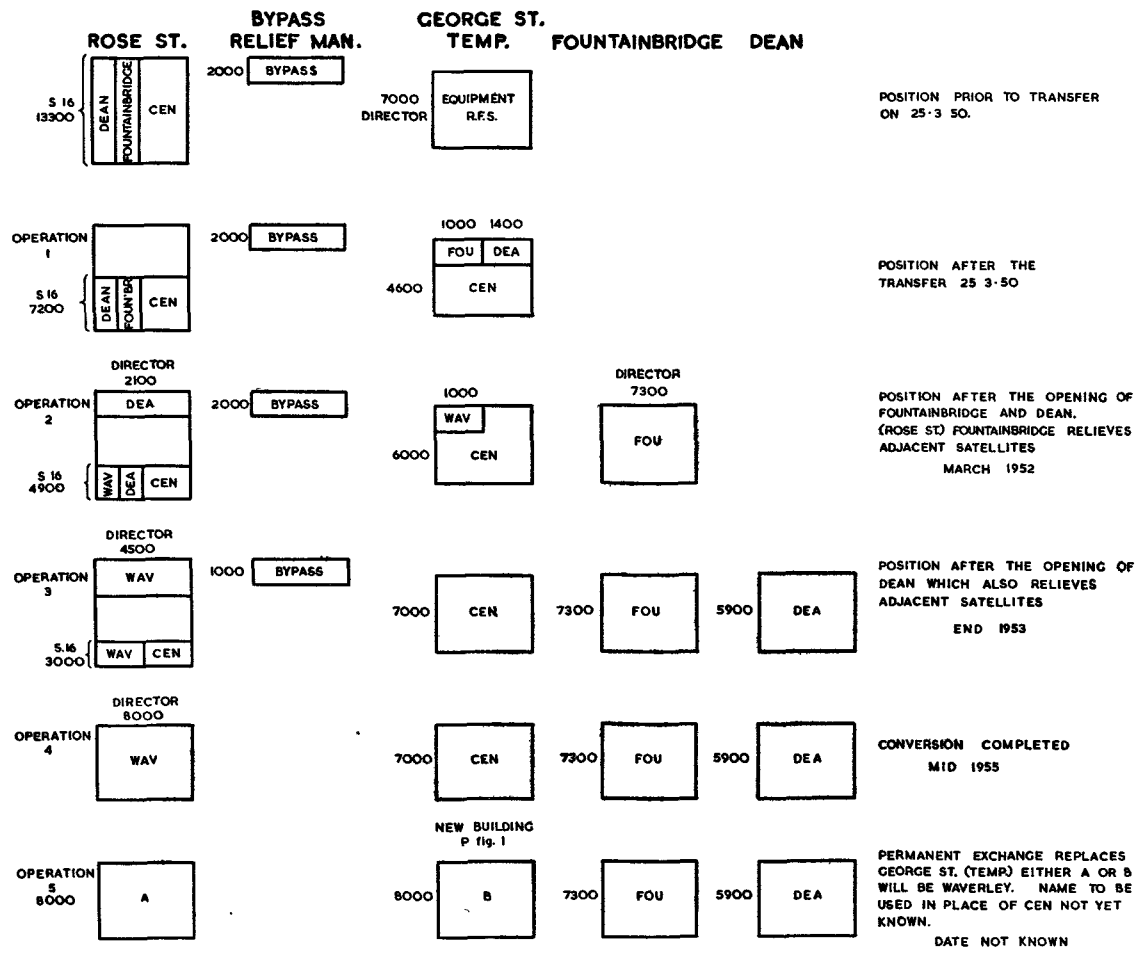 ROSE ST.
BYPASS
RELIEF MAN.
GEORGE ST.
TEMP.
FOUNTAINBRIDGE
DEAN
S 16
13300
DEAN
FOUNTAINBRIDGE
CEN
2000
BYPASS
7000
DIRECTOR
EQUIPMENT
R.F.S.
POSITION PRIOR TO TRANSFER
ON 25·3 50.
OPERATION
1
S 16
7200
DEAN
FOUN'BR
CEN
2000
BYPASS
1000 1400
FOU DEA
4600
CEN
POSITION AFTER THE
TRANSFER 25 3·50
OPERATION
2
DIRECTOR
2100
DEA
S 16
4900
WAV
DEA
CEN
2000
BYPASS
1000
WAV
6000
CEN
DIRECTOR
7300
FOU
POSITION AFTER THE OPENING OF
FOUNTAINBRIDGE AND DEAN.
(ROSE ST.) FOUNTAINBRIDGE RELIEVES
ADJACENT SATELLITES
MARCH 1952
OPERATION
3
DIRECTOR
4500
WAV
S.16
3000
WAV CEN
1000
BYPASS
7000
CEN
7300
FOU
5900
DEA
POSITION AFTER THE OPENING OF
DEAN WHICH ALSO RELIEVES
ADJACENT SATELLITES
END 1953
OPERATION
4
DIRECTOR
8000
WAV
7000
CEN
7300
FOU
5900
DEA
CONVERSION COMPLETED
MID 1955
OPERATION
5
8000
A
NEW BUILDING
P fig. 1
8000
B
7300
FOU
5900
DEA
PERMANENT EXCHANGE REPLACES
GEORGE ST. (TEMP) EITHER A OR B
WILL BE WAVERLEY. NAME TO BE
USED IN PLACE OF CEN NOT YET
KNOWN.
DATE NOT KNOWN